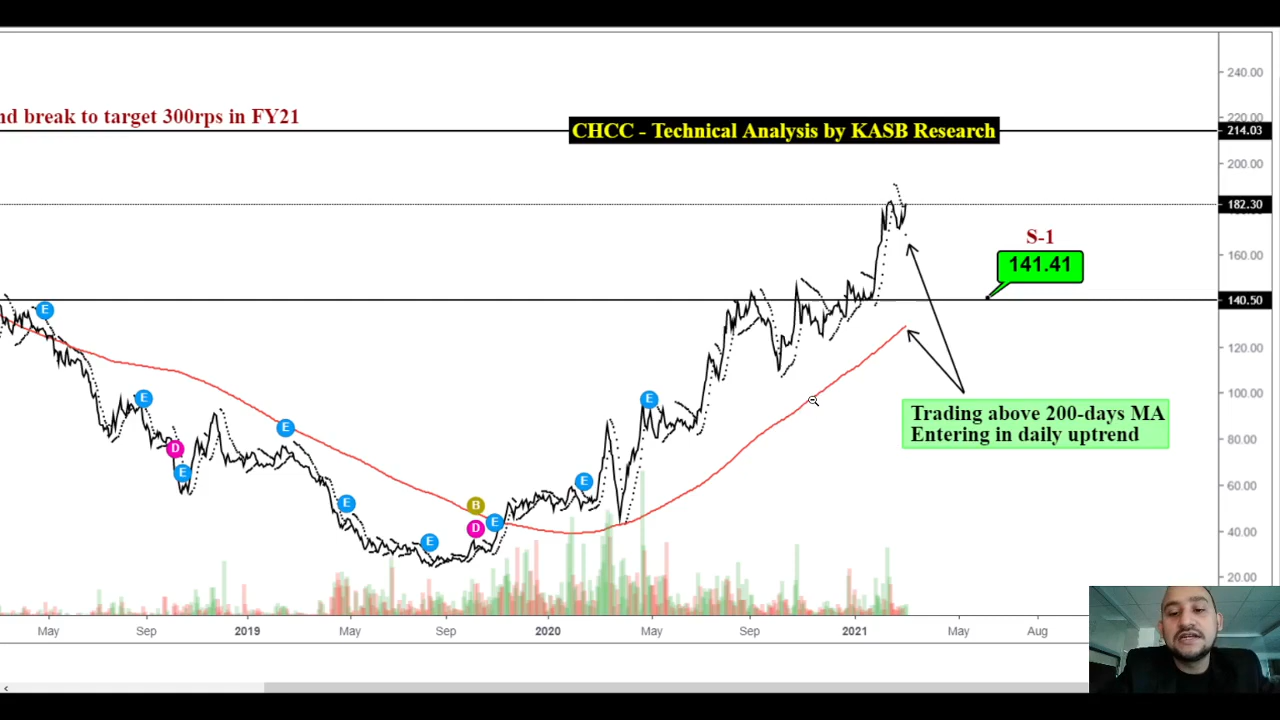 240.00
nd break to target 300rps in FY21
220.00
CHCC - Technical Analysis by KASB Research
214.03
200.00
182.30
S-1
160.00
141.41
140.50
E
120.00
E
100.00
E
Trading above 200-days MA
Entering in daily uptrend
E
80.00
D
E
E
60.00
E
B
D
E
E
40.00
20.00
May Sep 2019 May Sep 2020 May Sep 2021 May Aug